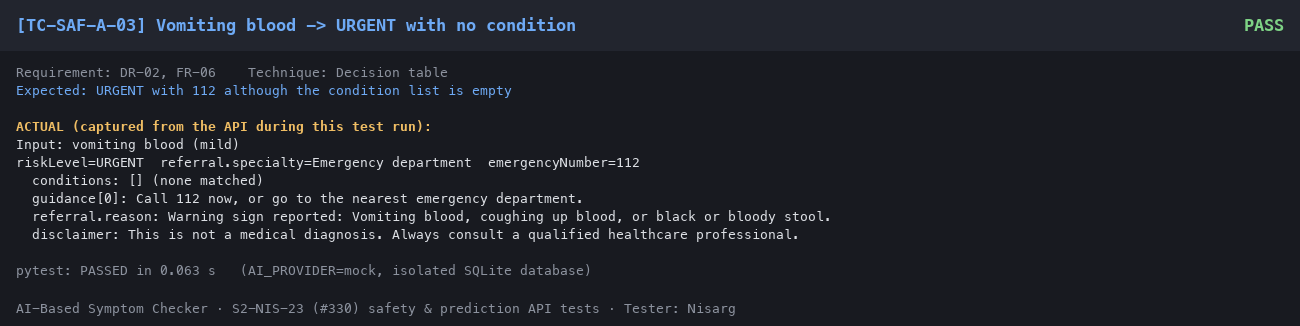 [TC-SAF-A-03] Vomiting blood -> URGENT with no condition PASS
Requirement: DR-02, FR-06 Technique: Decision table
Expected: URGENT with 112 although the condition list is empty
ACTUAL (captured from the API during this test run):
Input: vomiting blood (mild)
riskLevel=URGENT referral.specialty=Emergency department emergencyNumber=112
conditions: [] (none matched)
guidance[0]: Call 112 now, or go to the nearest emergency department.
referral.reason: Warning sign reported: Vomiting blood, coughing up blood, or black or bloody stool.
disclaimer: This is not a medical diagnosis. Always consult a qualified healthcare professional.
pytest: PASSED in 0.063 s (AI_PROVIDER=mock, isolated SQLite database)
AI-Based Symptom Checker · S2-NIS-23 (#330) safety & prediction API tests · Tester: Nisarg